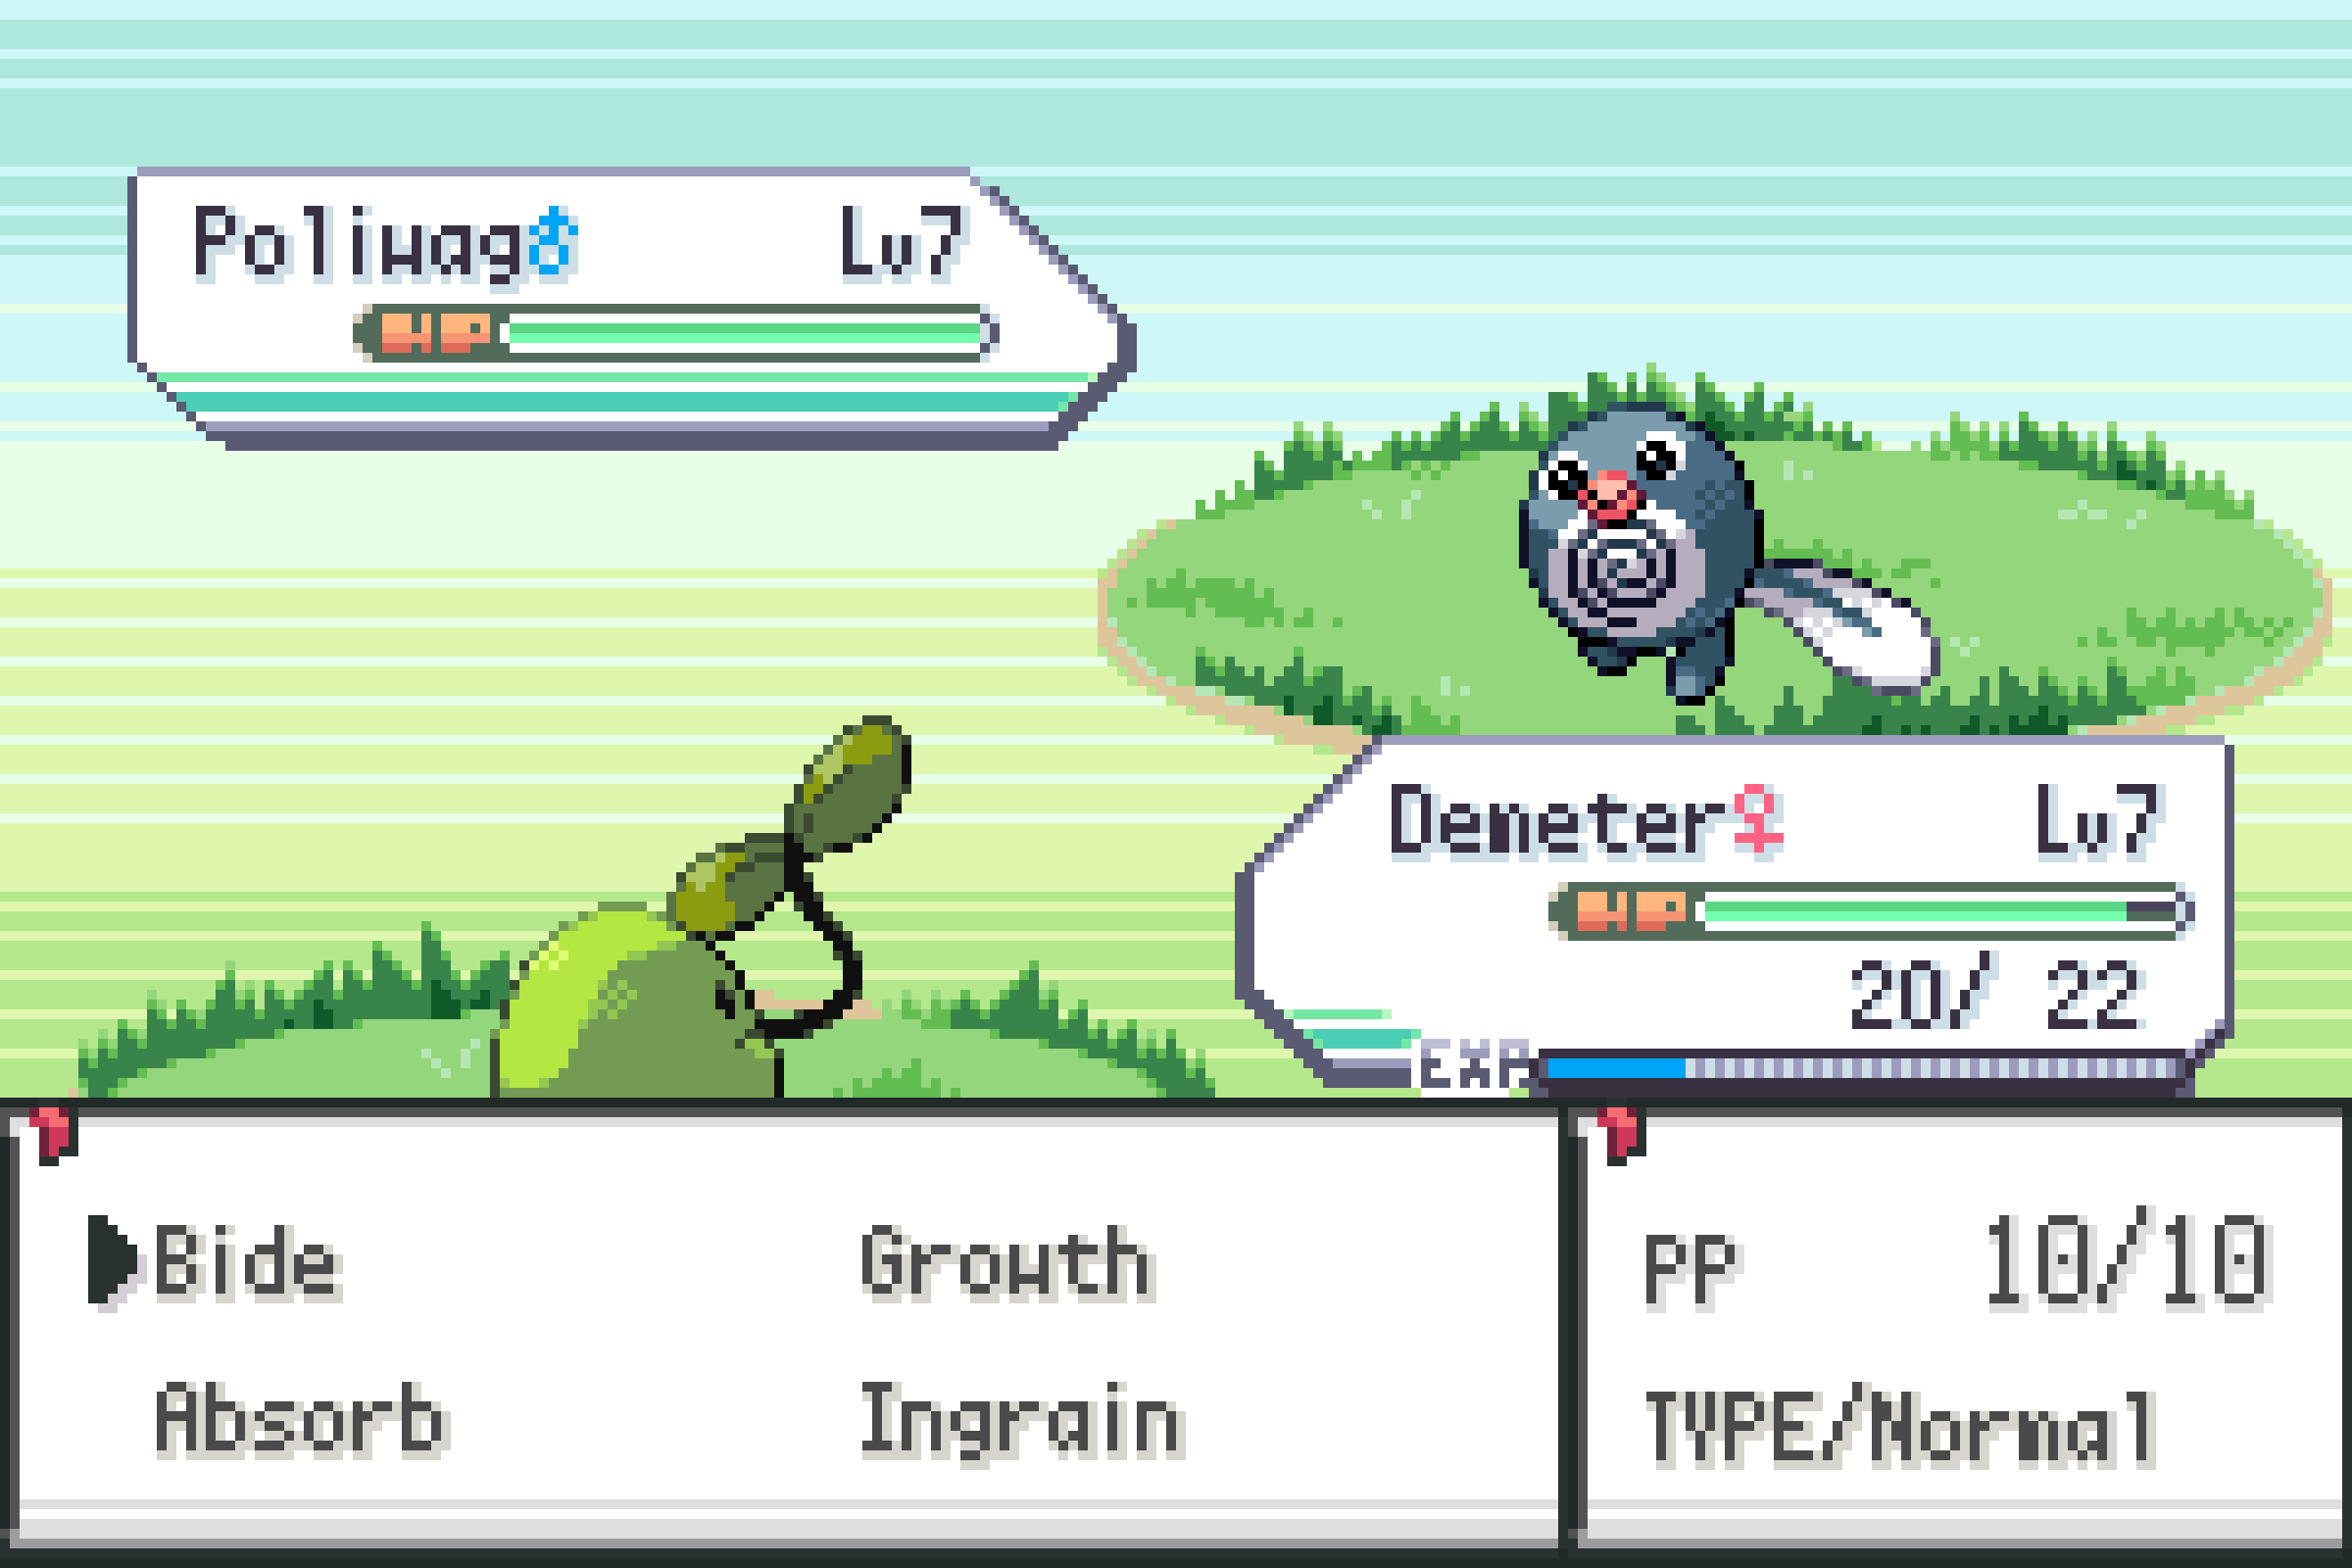 Poliwag♂ Lv7
HP
Demeter♀ Lv7
HP
20/ 22
EXP
Bide Growth
Absorb Ingrain
PP 10/10
TYPE/Normal